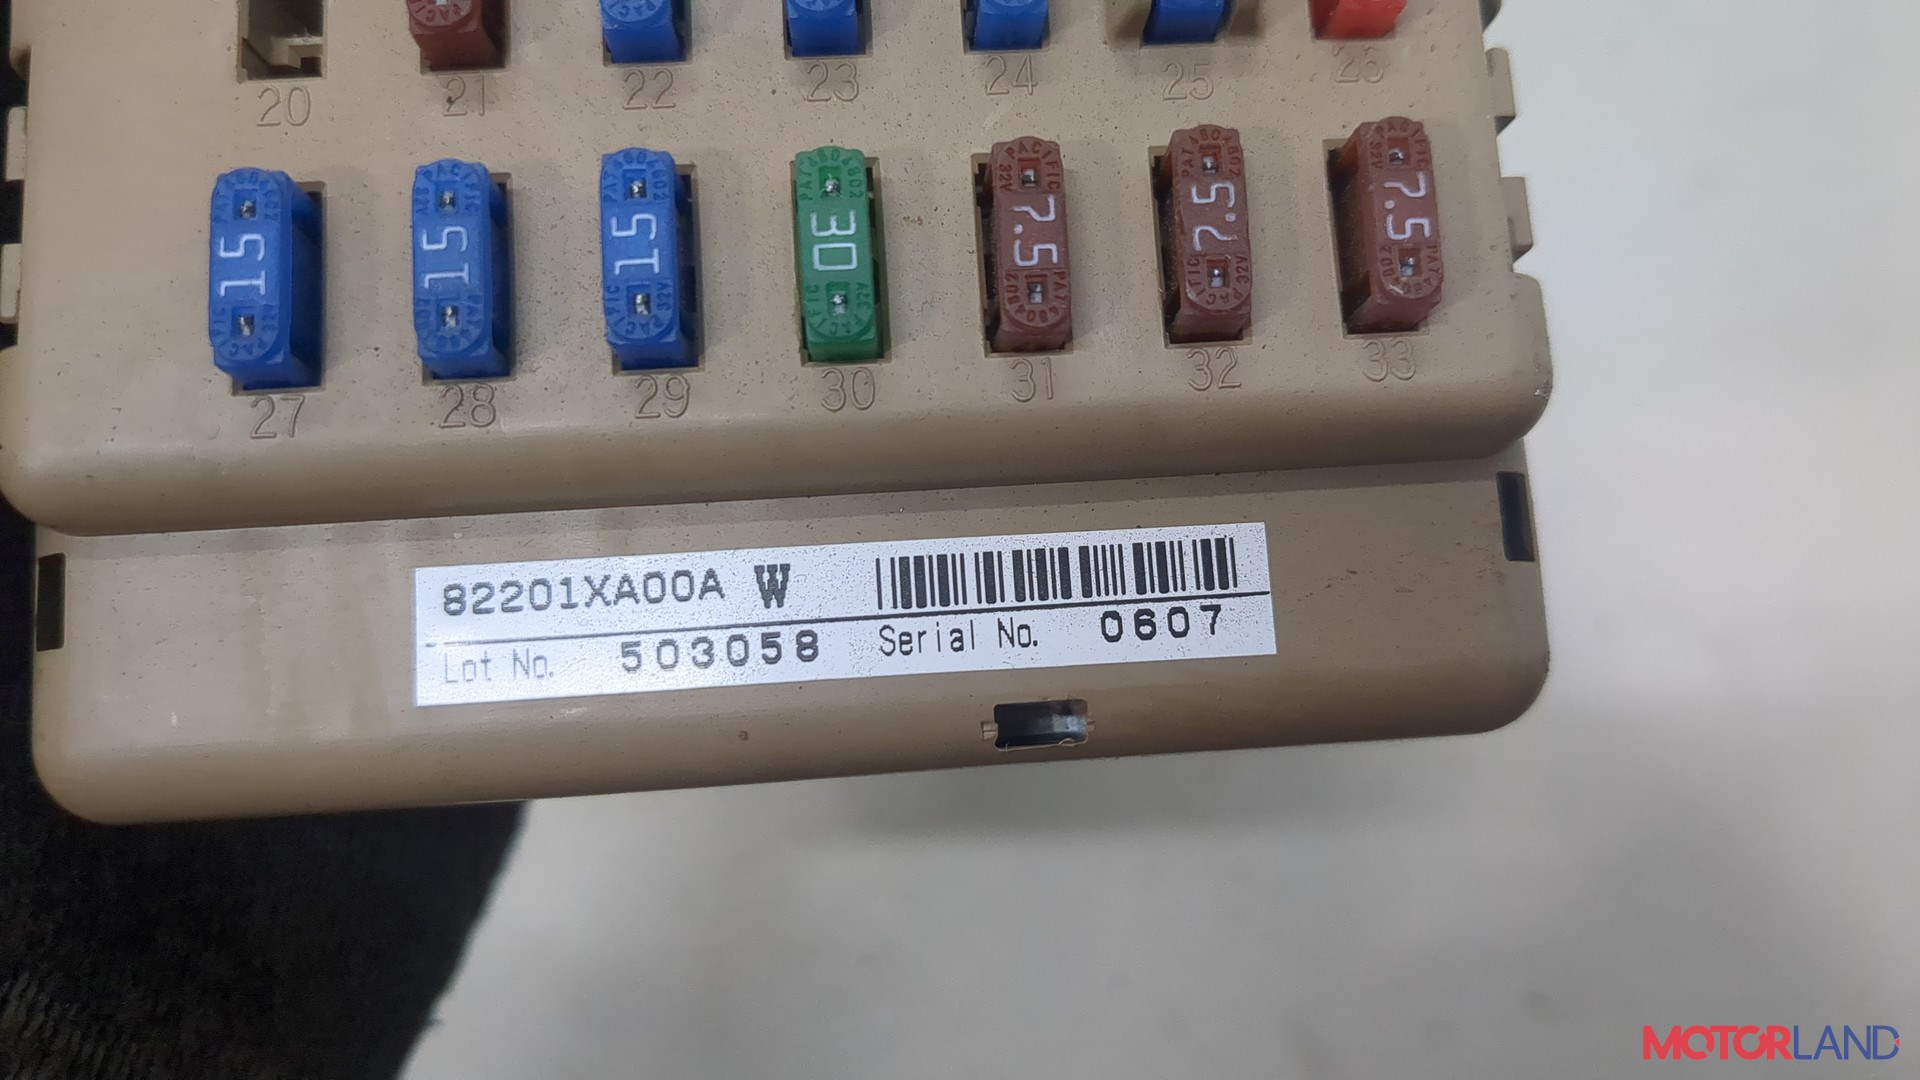 20 21 22 23 24 25 26
15 15 15 30 7.5 7.5 7.5
27 28 29 30 31 32 33
82201XA00A W
Lot No. 503058 Serial No. 0607
MOTORLAND